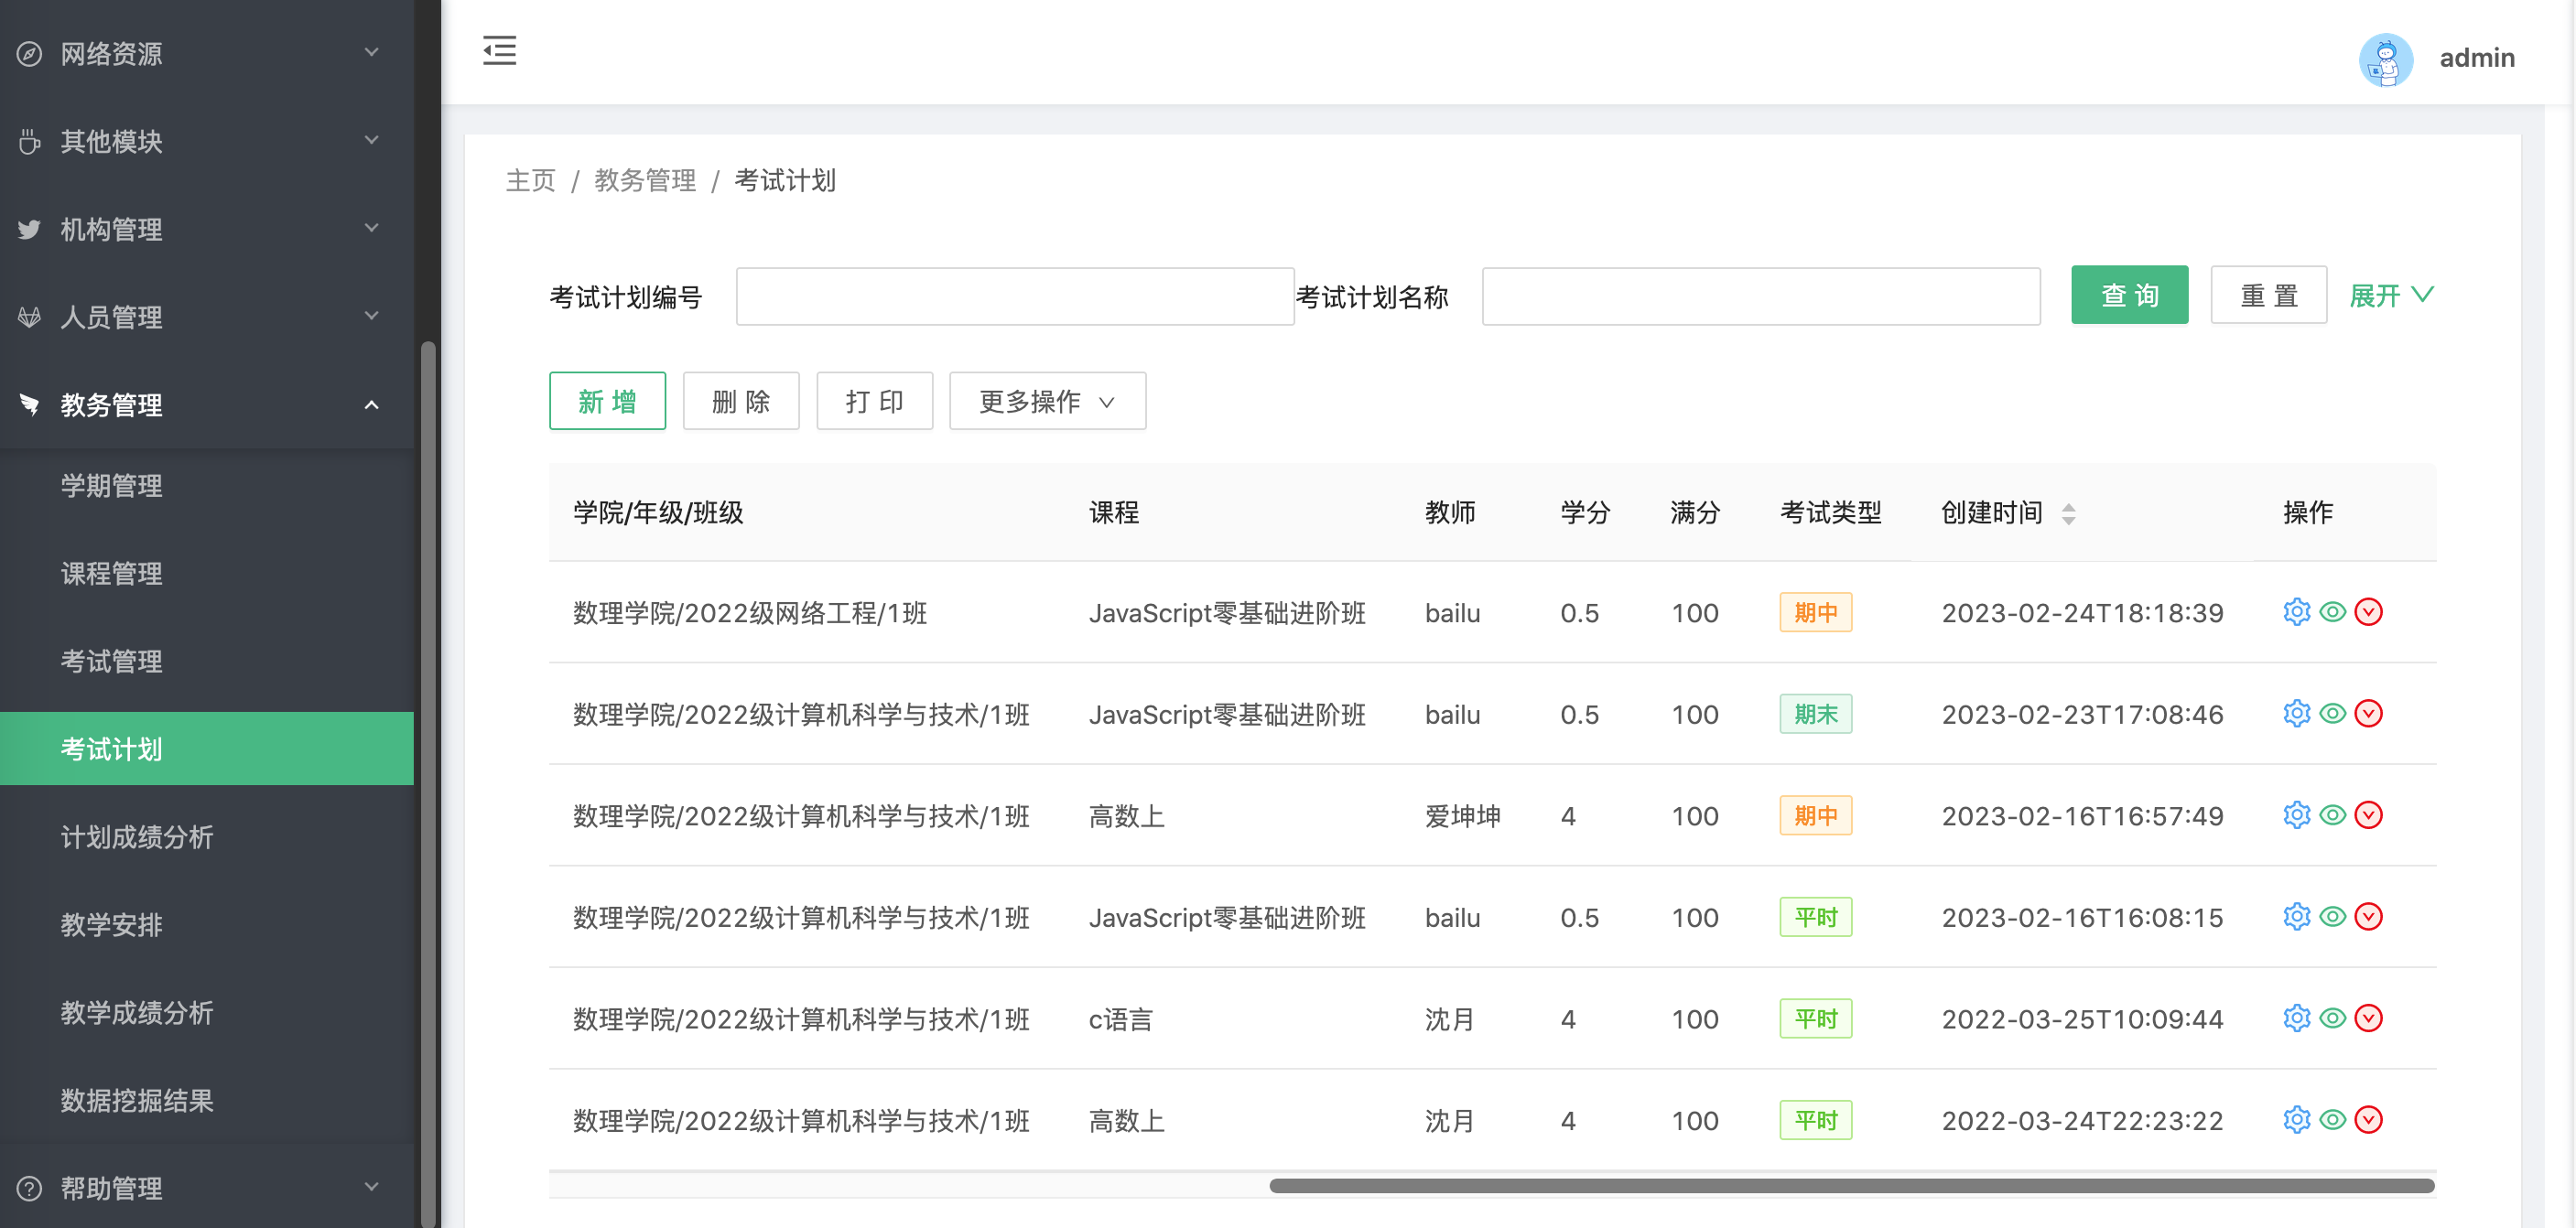 网络资源
其他模块
机构管理
人员管理
教务管理
学期管理
课程管理
考试管理
考试计划
计划成绩分析
教学安排
教学成绩分析
数据挖掘结果
帮助管理
admin
主页 / 教务管理 / 考试计划
考试计划编号 考试计划名称 查 询 重 置 展开
新 增 删 除 打 印 更多操作
学院/年级/班级 课程 教师 学分 满分 考试类型 创建时间 操作
数理学院/2022级网络工程/1班 JavaScript零基础进阶班 bailu 0.5 100 期中 2023-02-24T18:18:39
数理学院/2022级计算机科学与技术/1班 JavaScript零基础进阶班 bailu 0.5 100 期末 2023-02-23T17:08:46
数理学院/2022级计算机科学与技术/1班 高数上 爱坤坤 4 100 期中 2023-02-16T16:57:49
数理学院/2022级计算机科学与技术/1班 JavaScript零基础进阶班 bailu 0.5 100 平时 2023-02-16T16:08:15
数理学院/2022级计算机科学与技术/1班 c语言 沈月 4 100 平时 2022-03-25T10:09:44
数理学院/2022级计算机科学与技术/1班 高数上 沈月 4 100 平时 2022-03-24T22:23:22